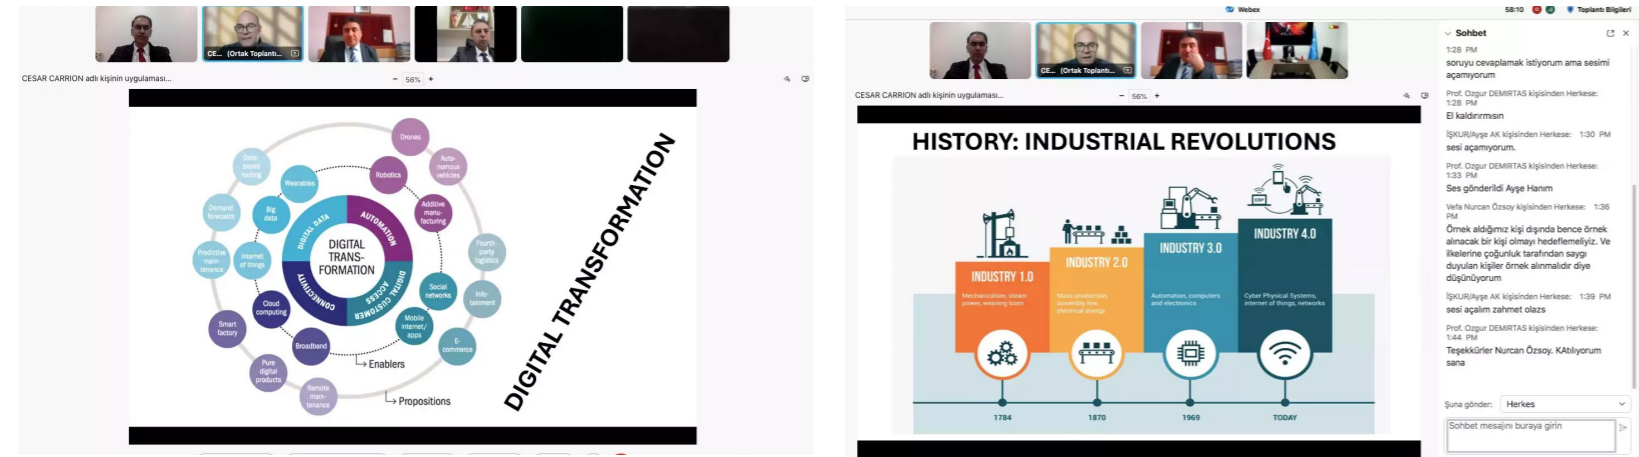 CE... (Ortak Toplantı...
CESAR CARRION adlı kişinin uygulaması...
− 56% +
DIGITAL TRANSFORMATION
DIGITAL
TRANS-
FORMATION
DIGITAL DATA
AUTOMATION
DIGITAL CUSTOMER
ACCESS
CONNECTIVITY
Drones
Auto-
nomous
vehicles
Robotics
Additive
manu-
facturing
Fourth-
party
logistics
Info-
tainment
Social
networks
Mobile
internet/
apps
E-
commerce
Wearables
Big
data
Internet
of things
Cloud
computing
Broadband
Data-
based
routing
Demand
forecasts
Predictive
main-
tenance
Smart
factory
Pure
digital
products
Remote
main-
tenance
Enablers
Propositions
Webex
58:10
Toplantı Bilgileri
CE... (Ortak Toplantı...
CESAR CARRION adlı kişinin uygulaması...
− 56% +
HISTORY: INDUSTRIAL REVOLUTIONS
INDUSTRY 1.0
Mechanization, steam
power, weaving loom
INDUSTRY 2.0
Mass production,
assembly line,
electrical energy
INDUSTRY 3.0
Automation, computers
and electronics
INDUSTRY 4.0
Cyber Physical Systems,
internet of things, networks
1784
1870
1969
TODAY
Sohbet
1:28 PM
soruyu cevaplamak istiyorum ama sesimi
açamıyorum
Prof. Ozgur DEMIRTAS kişisinden Herkese:
1:28 PM
El kaldırırmısın
İŞKUR/Ayşe AK kişisinden Herkese: 1:30 PM
sesi açamıyorum.
Prof. Ozgur DEMIRTAS kişisinden Herkese:
1:33 PM
Ses gönderildi Ayşe Hanım
Vefa Nurcan Özsoy kişisinden Herkese: 1:36
PM
Örnek aldığımız kişi dışında bence örnek
alınacak bir kişi olmayı hedeflemeliyiz. Ve
ilkelerine çoğunluk tarafından saygı
duyulan kişiler örnek alınmalıdır diye
düşünüyorum
İŞKUR/Ayşe AK kişisinden Herkese: 1:39 PM
sesi açalım zahmet olazs
Prof. Ozgur DEMIRTAS kişisinden Herkese:
1:44 PM
Teşekkürler Nurcan Özsoy. KAtılıyorum
sana
Şuna gönder: Herkes
Sohbet mesajını buraya girin